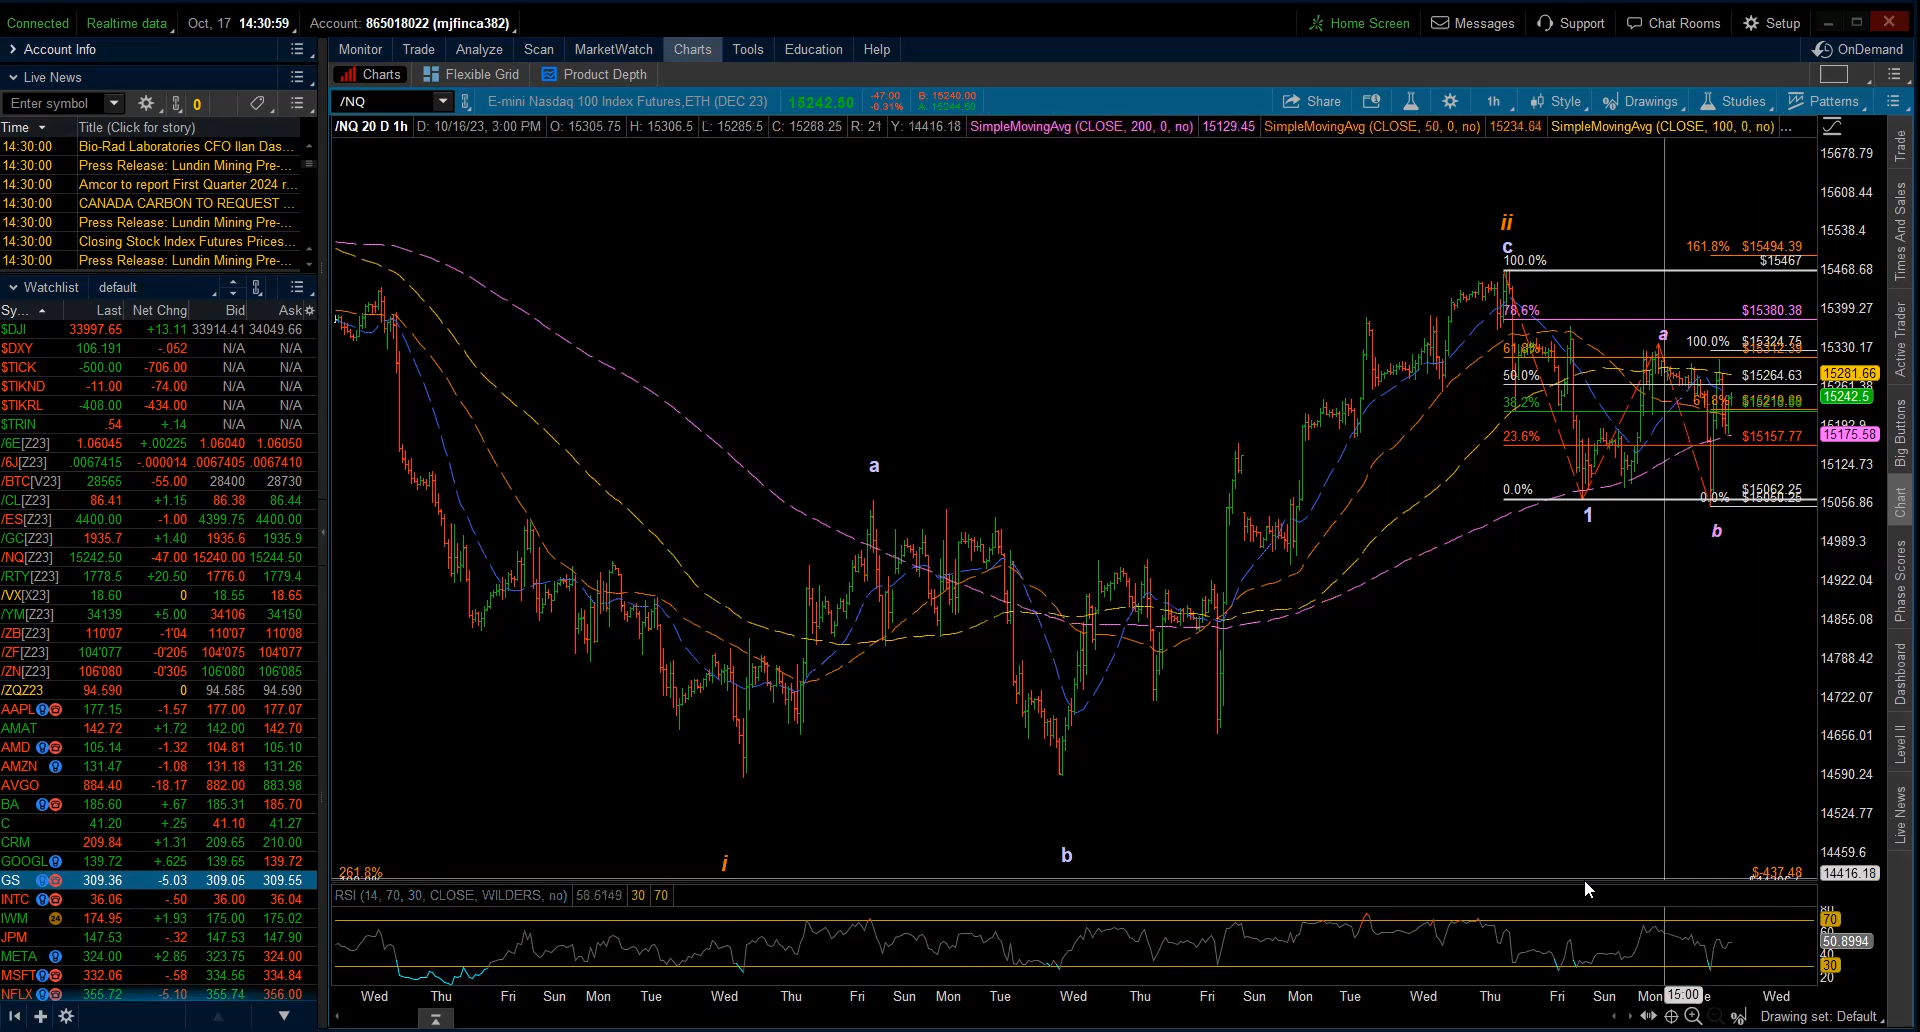 Connected Realtime data Oct, 17 14:30:59 Account: 865018022 (mjfinca382) Home Screen Messages Support Chat Rooms Setup
Account Info Monitor Trade Analyze Scan MarketWatch Charts Tools Education Help OnDemand
Live News Charts Flexible Grid Product Depth
Enter symbol 0 /NQ E-mini Nasdaq 100 Index Futures,ETH (DEC 23) 15242.50 -47.00 -0.31% B: 15240.00 A: 15244.50 Share 1h Style Drawings Studies Patterns
/NQ 20 D 1h D: 10/16/23, 3:00 PM O: 15305.75 H: 15306.5 L: 15285.5 C: 15288.25 R: 21 Y: 14416.18 SimpleMovingAvg (CLOSE, 200, 0, no) 15129.45 SimpleMovingAvg (CLOSE, 50, 0, no) 15234.64 SimpleMovingAvg (CLOSE, 100, 0, no) ...
Time Title (Click for story)
14:30:00 Bio-Rad Laboratories CFO Ilan Das...
14:30:00 Press Release: Lundin Mining Pre-...
14:30:00 Amcor to report First Quarter 2024 r...
14:30:00 CANADA CARBON TO REQUEST ...
14:30:00 Press Release: Lundin Mining Pre-...
14:30:00 Closing Stock Index Futures Prices...
14:30:00 Press Release: Lundin Mining Pre-...
Watchlist default
Sy... Last Net Chng Bid Ask
$DJI 33997.65 +13.11 33914.41 34049.66
$DXY 106.191 -.052 N/A N/A
$TICK -500.00 -706.00 N/A N/A
$TIKND -11.00 -74.00 N/A N/A
$TIKRL -408.00 -434.00 N/A N/A
$TRIN .54 +.14 N/A N/A
/6E[Z23] 1.06045 +.00225 1.06040 1.06050
/6J[Z23] .0067415 -.000014 .0067405 .0067410
/BTC[V23] 28565 -55.00 28400 28730
/CL[Z23] 86.41 +1.15 86.38 86.44
/ES[Z23] 4400.00 -1.00 4399.75 4400.00
/GC[Z23] 1935.7 +1.40 1935.6 1935.9
/NQ[Z23] 15242.50 -47.00 15240.00 15244.50
/RTY[Z23] 1778.5 +20.50 1776.0 1779.4
/VX[X23] 18.60 0 18.55 18.65
/YM[Z23] 34139 +5.00 34106 34150
/ZB[Z23] 110'07 -1'04 110'07 110'08
/ZF[Z23] 104'077 -0'205 104'075 104'077
/ZN[Z23] 106'080 -0'305 106'080 106'085
/ZQZ23 94.590 0 94.585 94.590
AAPL 177.15 -1.57 177.00 177.07
AMAT 142.72 +1.72 142.00 142.70
AMD 105.14 -1.32 104.81 105.10
AMZN 131.47 -1.08 131.18 131.26
AVGO 884.40 -18.17 882.00 883.98
BA 185.60 +.67 185.31 185.70
C 41.20 +.25 41.10 41.27
CRM 209.84 +1.31 209.65 210.00
GOOGL 139.72 +.625 139.65 139.72
GS 309.36 -5.03 309.05 309.55
INTC 36.06 -.50 36.00 36.04
IWM 24 174.95 +1.93 175.00 175.02
JPM 147.53 -.32 147.53 147.90
META 324.00 +2.85 323.75 324.00
MSFT 332.06 -.58 334.56 334.84
NFLX 355.72 -5.10 355.74 356.00
ii
c
100.0% 161.8% $15494.39
$15467
78.6% $15380.38
a
100.0% $15324.75
61.8%
50.0% $15264.63
38.2% 61.8%
23.6% $15157.77
0.0% $15062.25
0.0%
1
b
a
b
i
261.8% $-437.48
15678.79
15608.44
15538.4
15468.68
15399.27
15330.17
15281.66
15261.38
15242.5
15175.58
15124.73
15056.86
14989.3
14922.04
14855.08
14788.42
14722.07
14656.01
14590.24
14524.77
14459.6
14416.18
RSI (14, 70, 30, CLOSE, WILDERS, no) 56.5149 30 70
80
70
60
50.8994
40
30
20
Wed Thu Fri Sun Mon Tue Wed Thu Fri Sun Mon Tue Wed Thu Fri Sun Mon Tue Wed Thu Fri Sun Mon 15:00 Wed
Drawing set: Default
Trade
Times And Sales
Active Trader
Big Buttons
Chart
Phase Scores
Dashboard
Level II
Live News